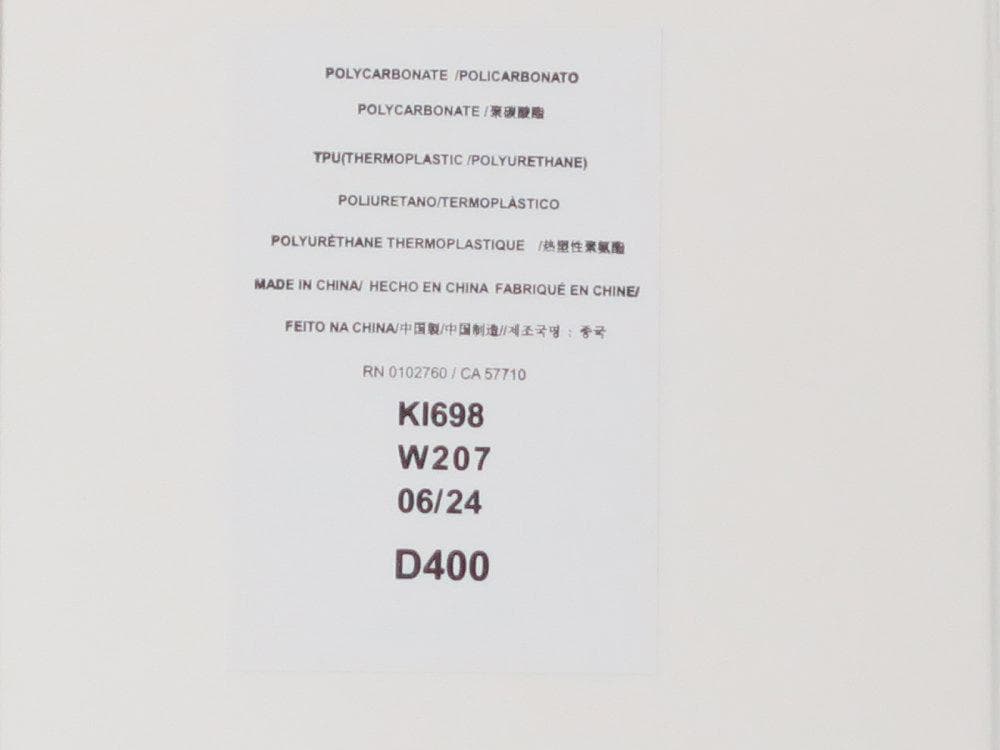 POLYCARBONATE /POLICARBONATO
POLYCARBONATE /聚碳酸酯
TPU(THERMOPLASTIC /POLYURETHANE)
POLIURETANO/TERMOPLÁSTICO
POLYURÉTHANE THERMOPLASTIQUE /热塑性聚氨酯
MADE IN CHINA/ HECHO EN CHINA FABRIQUÉ EN CHINE/
FEITO NA CHINA/中国製/中国制造//제조국명 : 중국
RN 0102760 / CA 57710
KI698
W207
06/24
D400